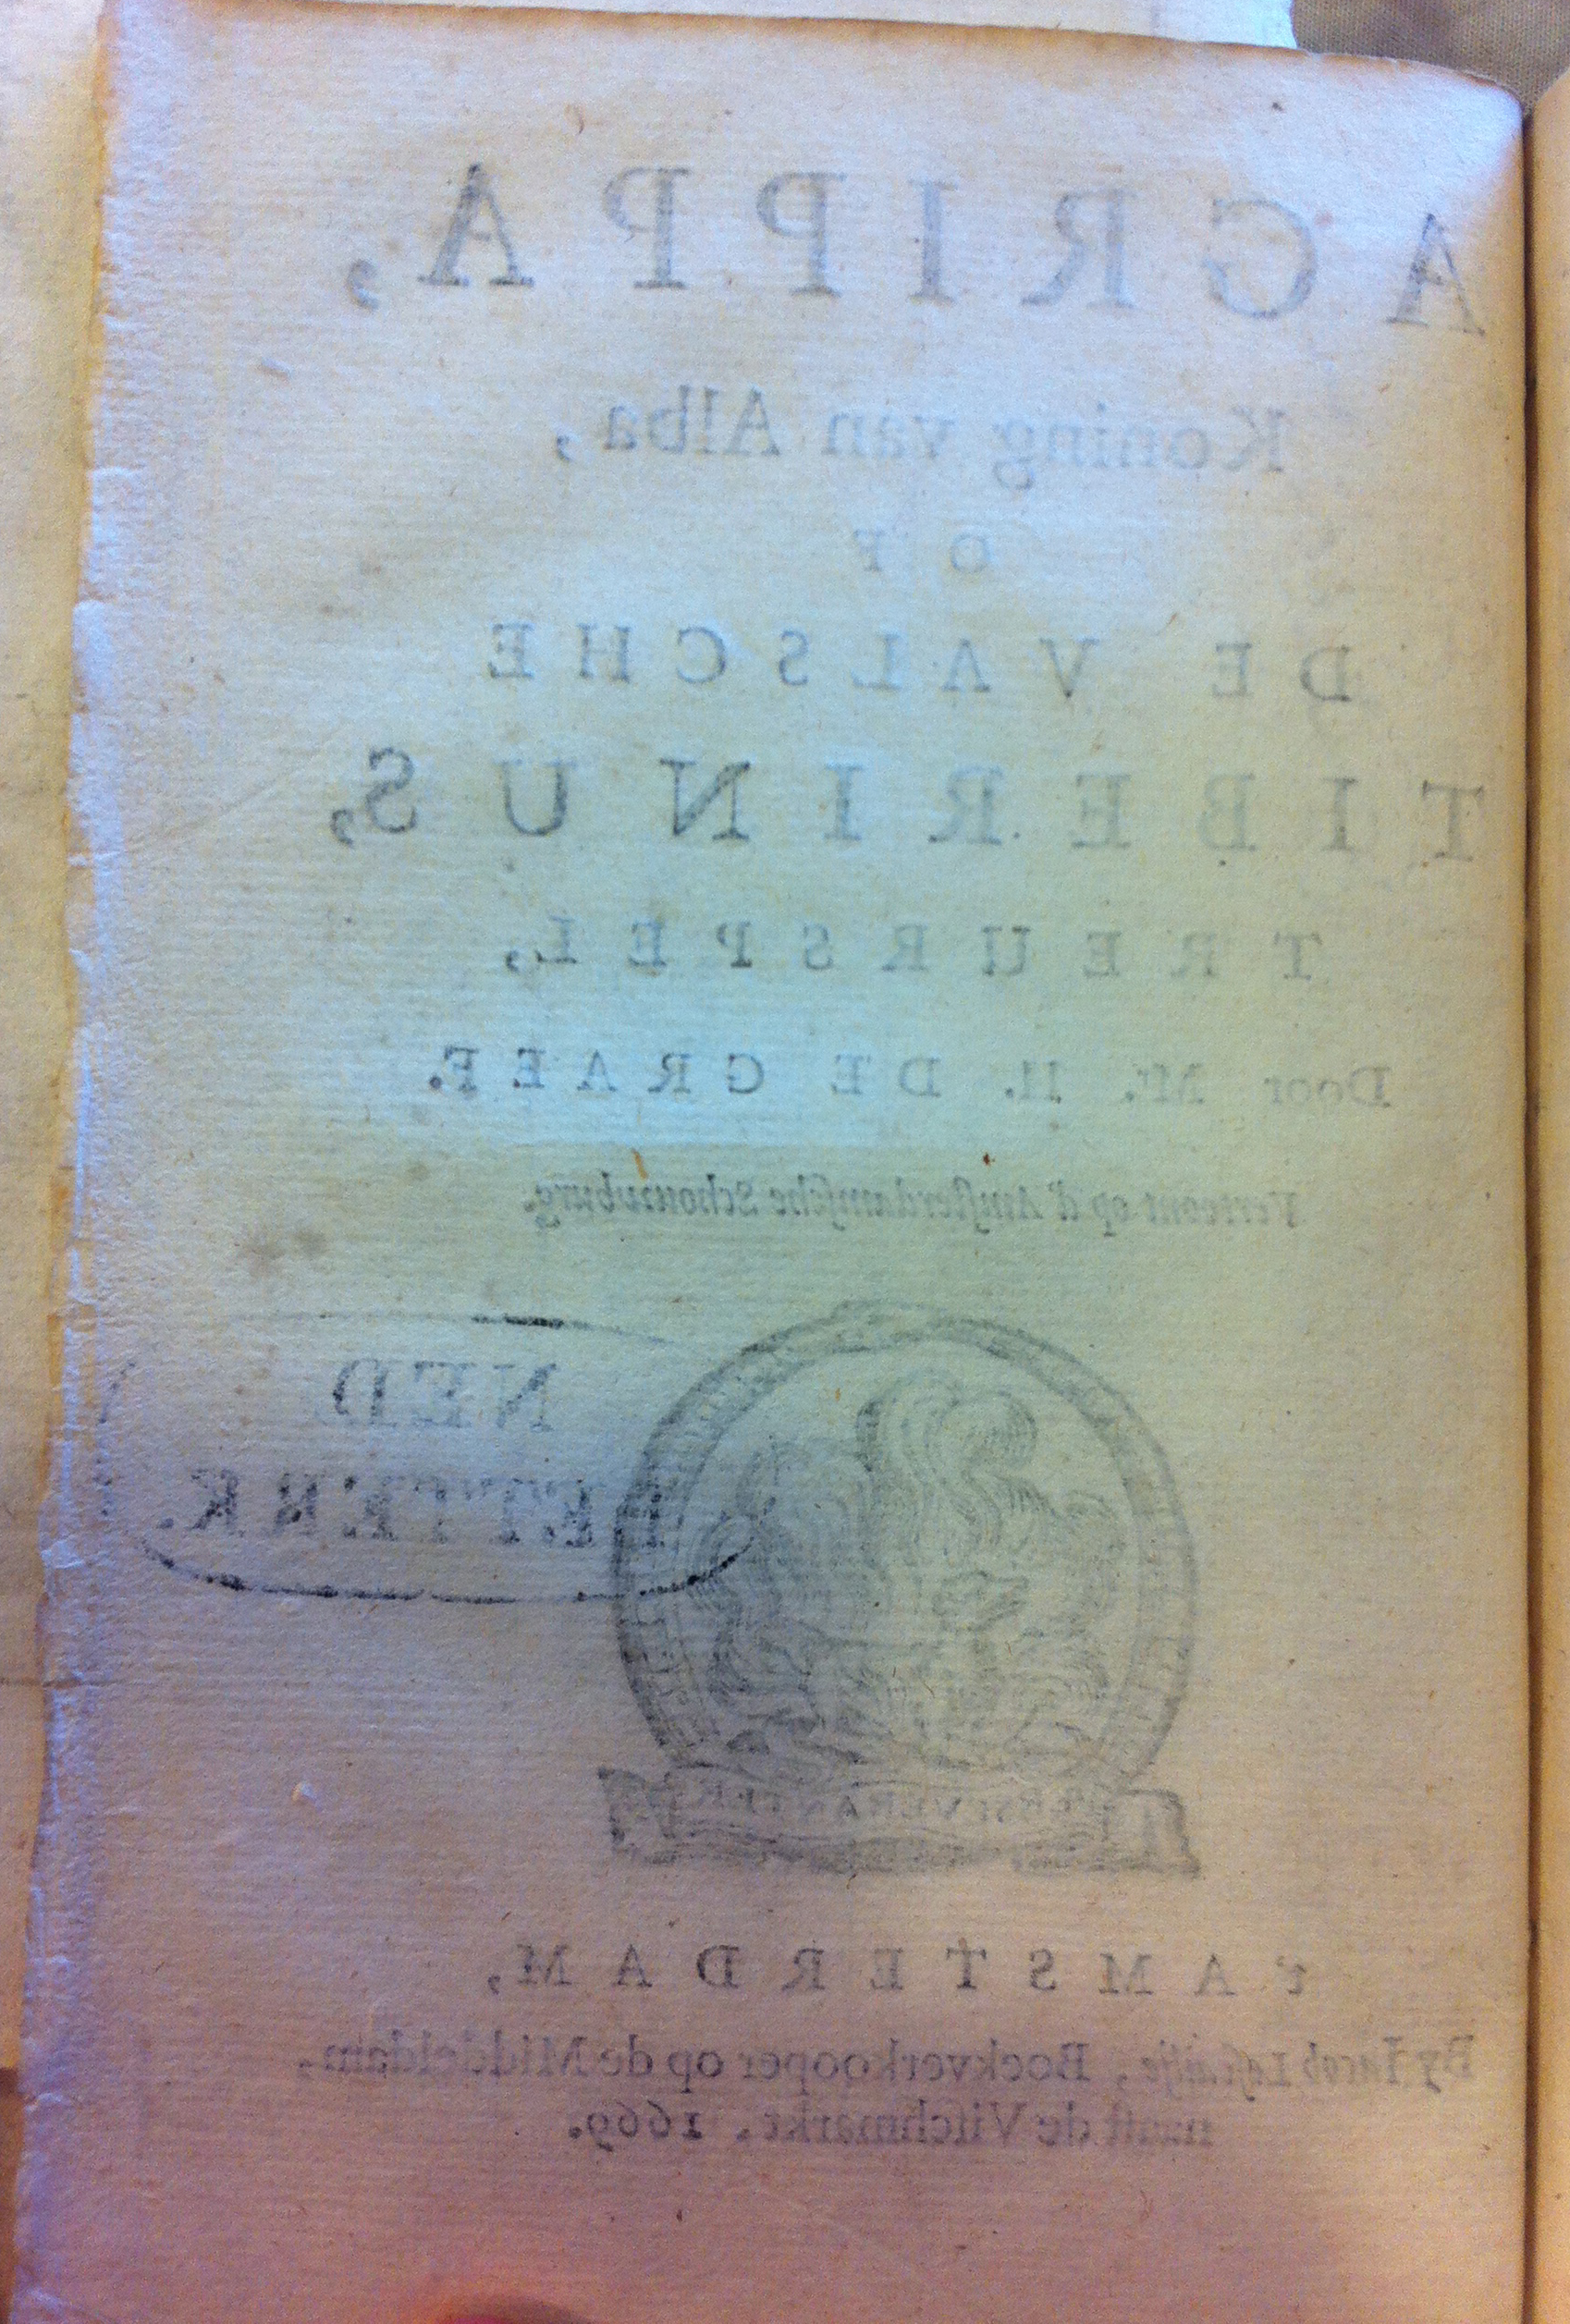 AGRIPPA,
Koning van Alba,
OF
DE VALSCHE
TIBERINUS,
TREURSPEL,
Door Mr. H. DE GRAEF.
Vertoont op d'Amsterdamsche Schouwburg.
NED
LETTERK.
PERSEVERANTER
t'AMSTERDAM,
By Jacob Lescailje, Boekverkooper op de Middeldam,
naast de Vischmarkt, 1669.